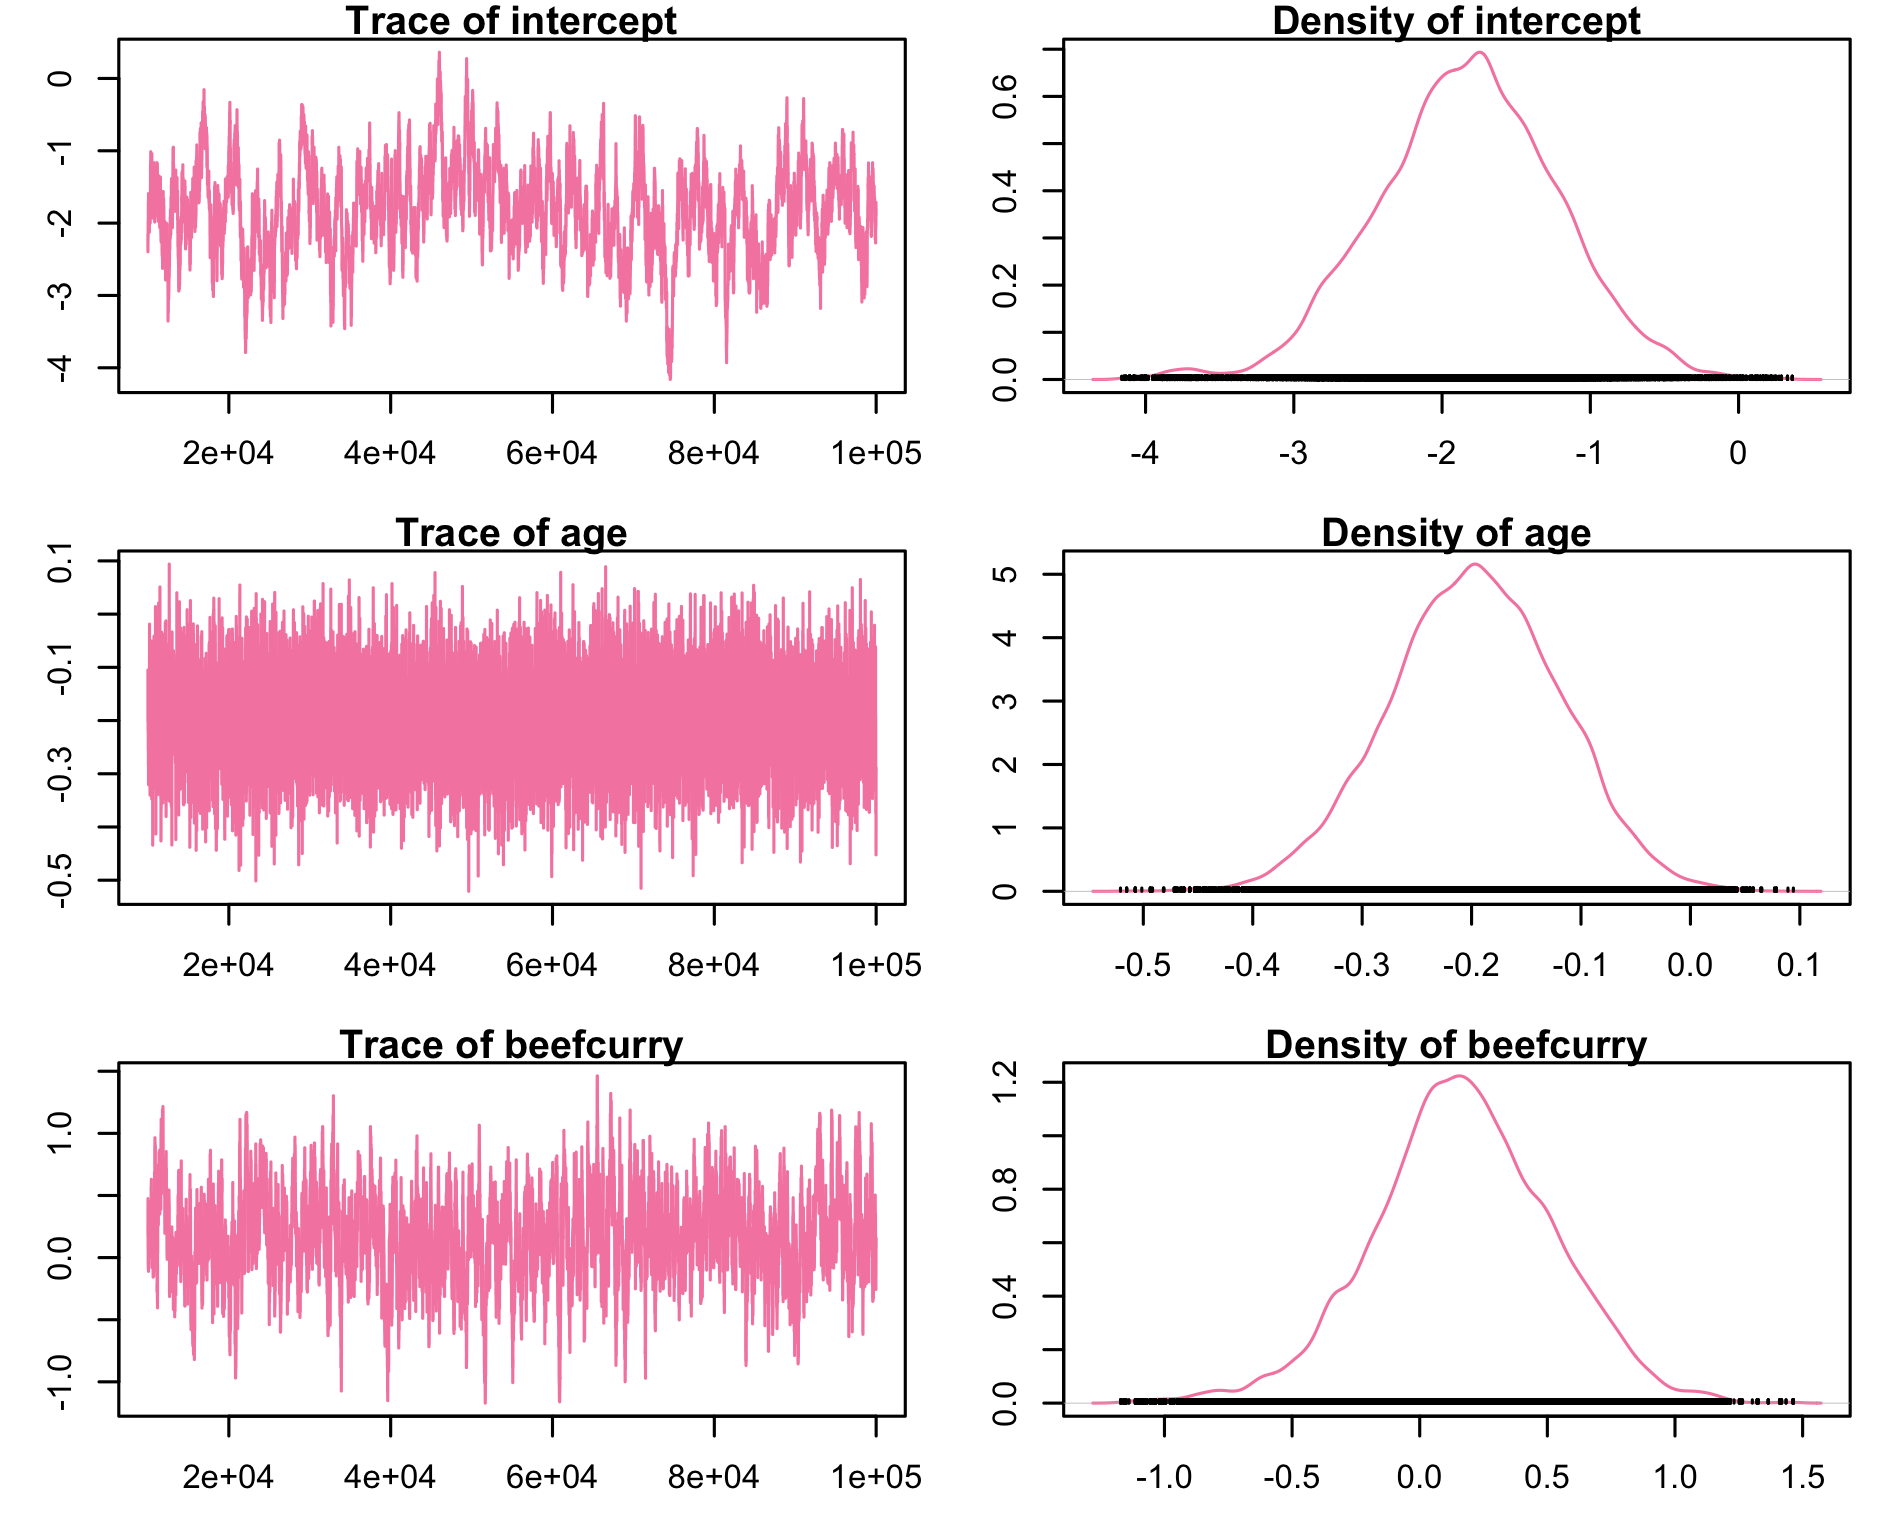 Trace of intercept
0
-1
-2
-3
-4
2e+04 4e+04 6e+04 8e+04 1e+05
Density of intercept
0.6
0.4
0.2
0.0
-4 -3 -2 -1 0
Trace of age
0.1
-0.1
-0.3
-0.5
2e+04 4e+04 6e+04 8e+04 1e+05
Density of age
5
4
3
2
1
0
-0.5 -0.4 -0.3 -0.2 -0.1 0.0 0.1
Trace of beefcurry
1.0
0.0
-1.0
2e+04 4e+04 6e+04 8e+04 1e+05
Density of beefcurry
1.2
0.8
0.4
0.0
-1.0 -0.5 0.0 0.5 1.0 1.5